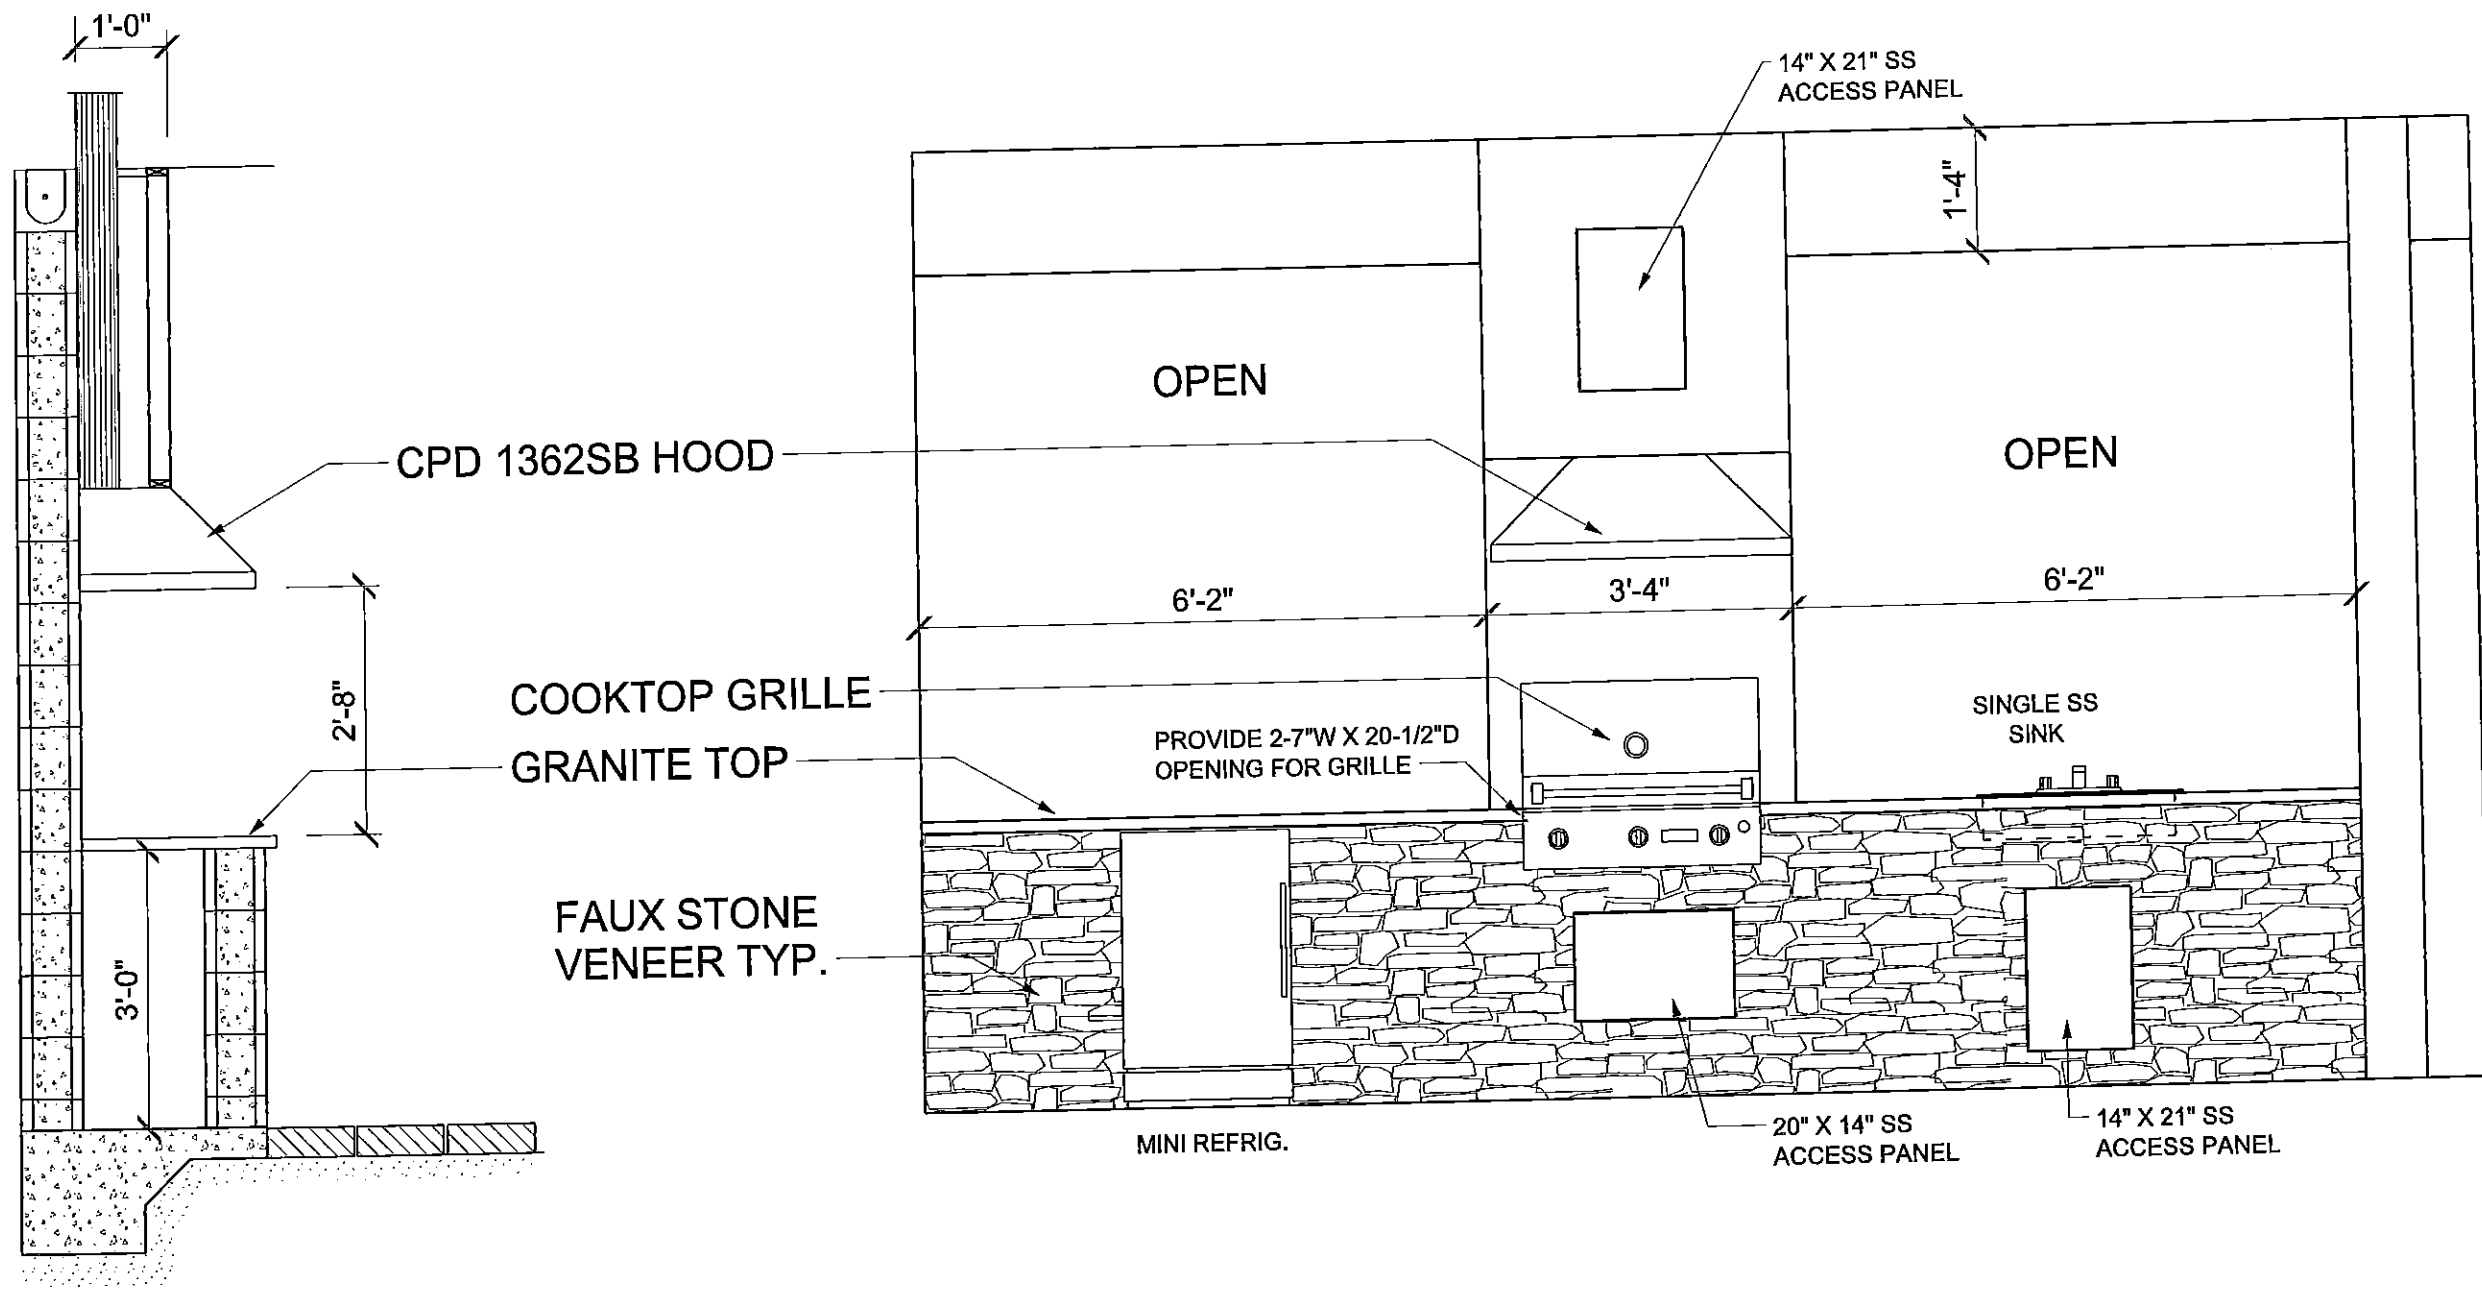 1'-0"
14" X 21" SS
ACCESS PANEL
1'-4"
OPEN
OPEN
CPD 1362SB HOOD
6'-2"
3'-4"
6'-2"
2'-8"
COOKTOP GRILLE
SINGLE SS
SINK
PROVIDE 2-7"W X 20-1/2"D
OPENING FOR GRILLE
GRANITE TOP
FAUX STONE
VENEER TYP.
3'-0"
MINI REFRIG.
20" X 14" SS
ACCESS PANEL
14" X 21" SS
ACCESS PANEL